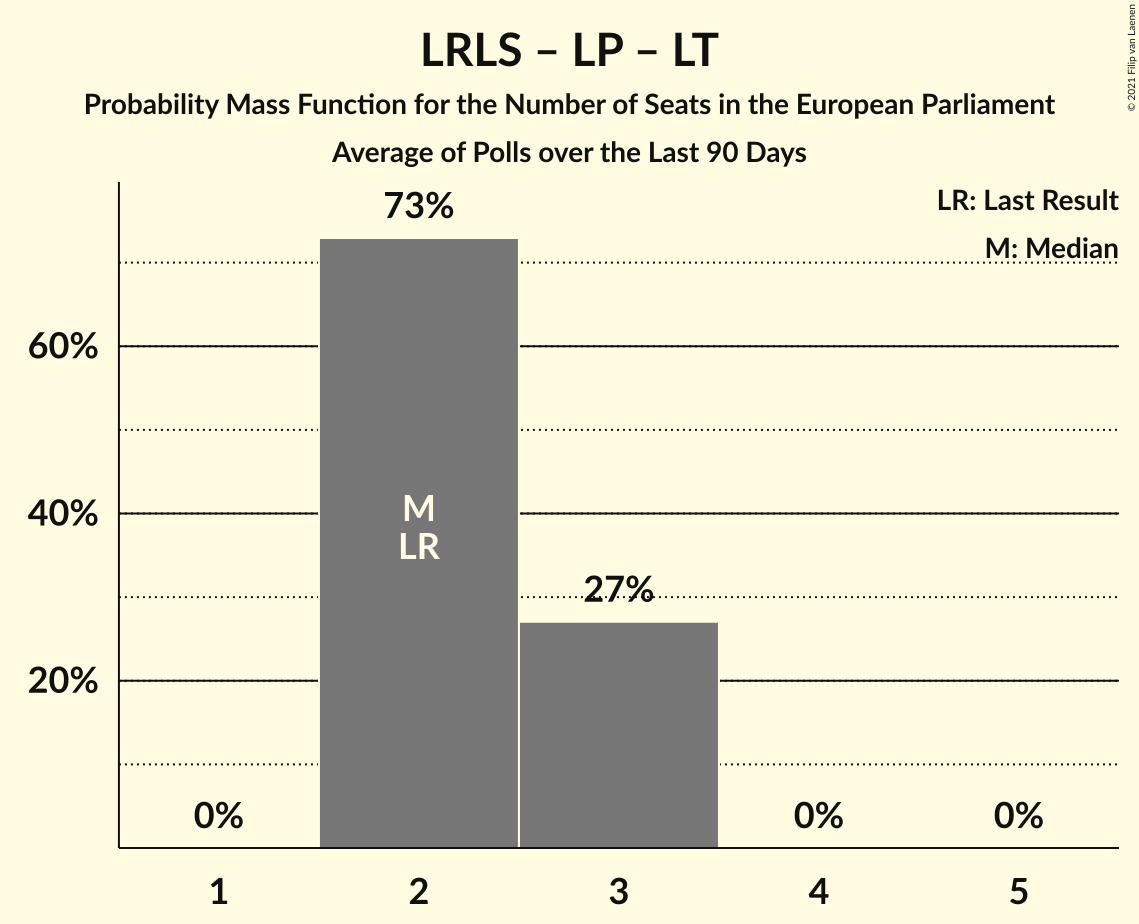 LRLS – LP – LT
Probability Mass Function for the Number of Seats in the European Parliament
Average of Polls over the Last 90 Days
© 2021 Filip van Laenen
LR: Last Result
M: Median
73%
60%
40%
20%
M
LR
27%
0%
0%
0%
1
2
3
4
5